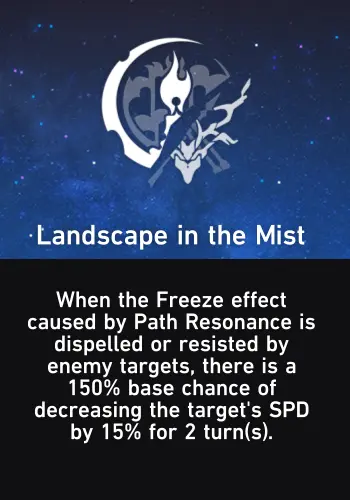 Landscape in the Mist
When the Freeze effect
caused by Path Resonance is
dispelled or resisted by
enemy targets, there is a
150% base chance of
decreasing the target's SPD
by 15% for 2 turn(s).